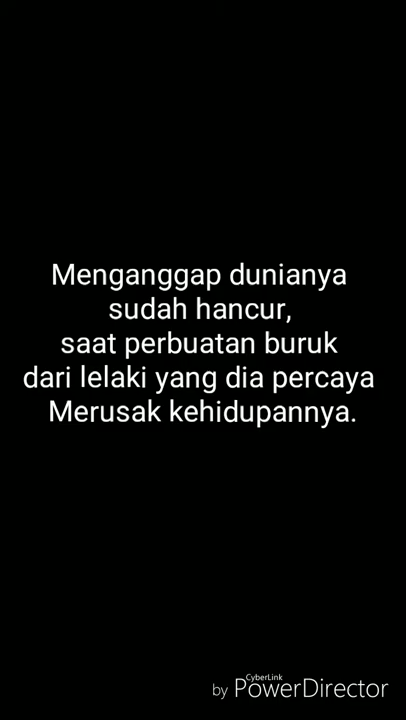 Menganggap dunianya
sudah hancur,
saat perbuatan buruk
dari lelaki yang dia percaya
Merusak kehidupannya.
CyberLink
by PowerDirector